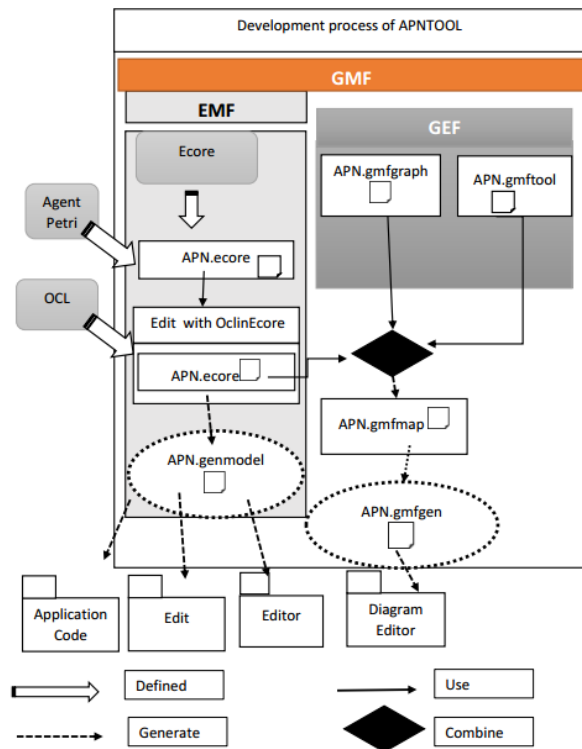 Development process of APNTOOL
GMF
EMF
GEF
Ecore
APN.gmfgraph
APN.gmftool
Agent
Petri
APN.ecore
OCL
Edit with OclinEcore
APN.ecore
APN.gmfmap
APN.genmodel
APN.gmfgen
Application
Code
Edit
Editor
Diagram
Editor
Defined
Use
Generate
Combine